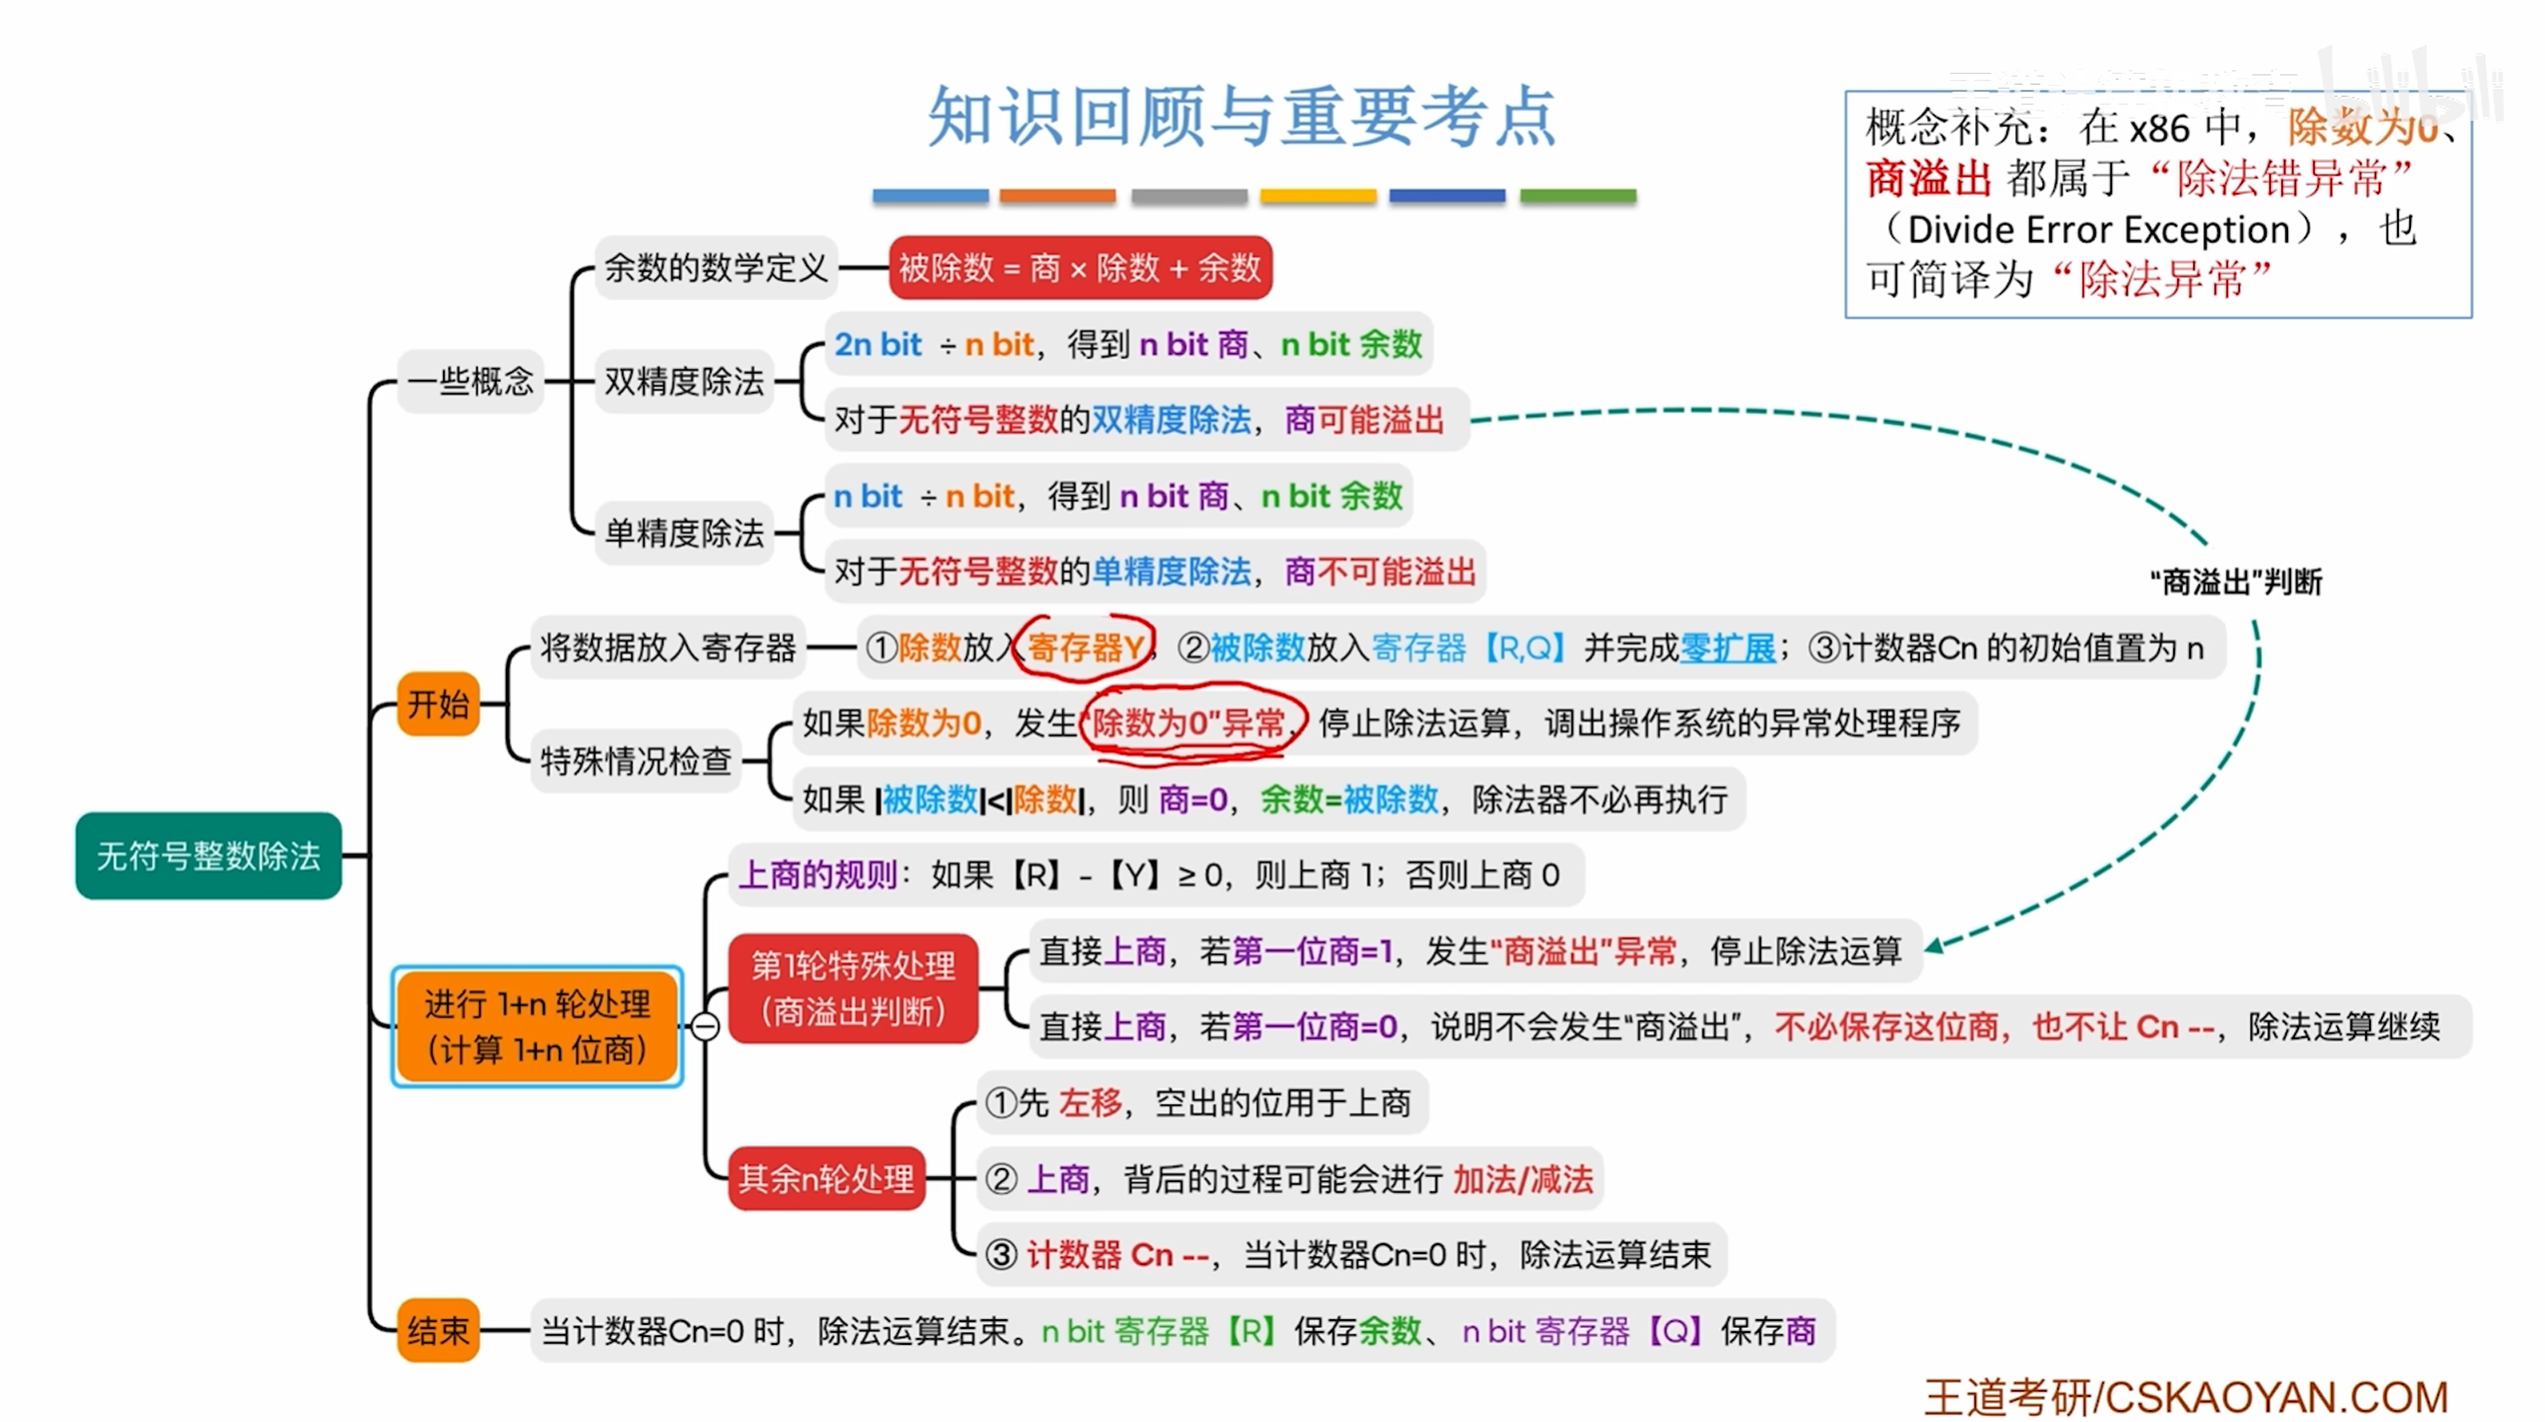 知识回顾与重要考点
bilibili
概念补充：在 x86 中，除数为0、
商溢出 都属于“除法错异常”
（Divide Error Exception），也
可简译为“除法异常”
无符号整数除法
一些概念
余数的数学定义
被除数 = 商 × 除数 + 余数
双精度除法
2n bit ÷ n bit，得到 n bit 商、n bit 余数
对于无符号整数的双精度除法，商可能溢出
单精度除法
n bit ÷ n bit，得到 n bit 商、n bit 余数
对于无符号整数的单精度除法，商不可能溢出
“商溢出”判断
开始
将数据放入寄存器
①除数放入寄存器Y，②被除数放入寄存器【R,Q】并完成零扩展；③计数器Cn 的初始值置为 n
特殊情况检查
如果除数为0，发生“除数为0”异常，停止除法运算，调出操作系统的异常处理程序
如果 |被除数|<|除数|，则 商=0，余数=被除数，除法器不必再执行
进行 1+n 轮处理
（计算 1+n 位商）
上商的规则：如果【R】-【Y】≥ 0，则上商 1；否则上商 0
第1轮特殊处理
（商溢出判断）
直接上商，若第一位商=1，发生“商溢出”异常，停止除法运算
直接上商，若第一位商=0，说明不会发生“商溢出”，不必保存这位商，也不让 Cn --，除法运算继续
其余n轮处理
①先 左移，空出的位用于上商
② 上商，背后的过程可能会进行 加法/减法
③ 计数器 Cn --，当计数器Cn=0 时，除法运算结束
结束
当计数器Cn=0 时，除法运算结束。n bit 寄存器【R】保存余数、n bit 寄存器【Q】保存商
王道考研/CSKAOYAN.COM